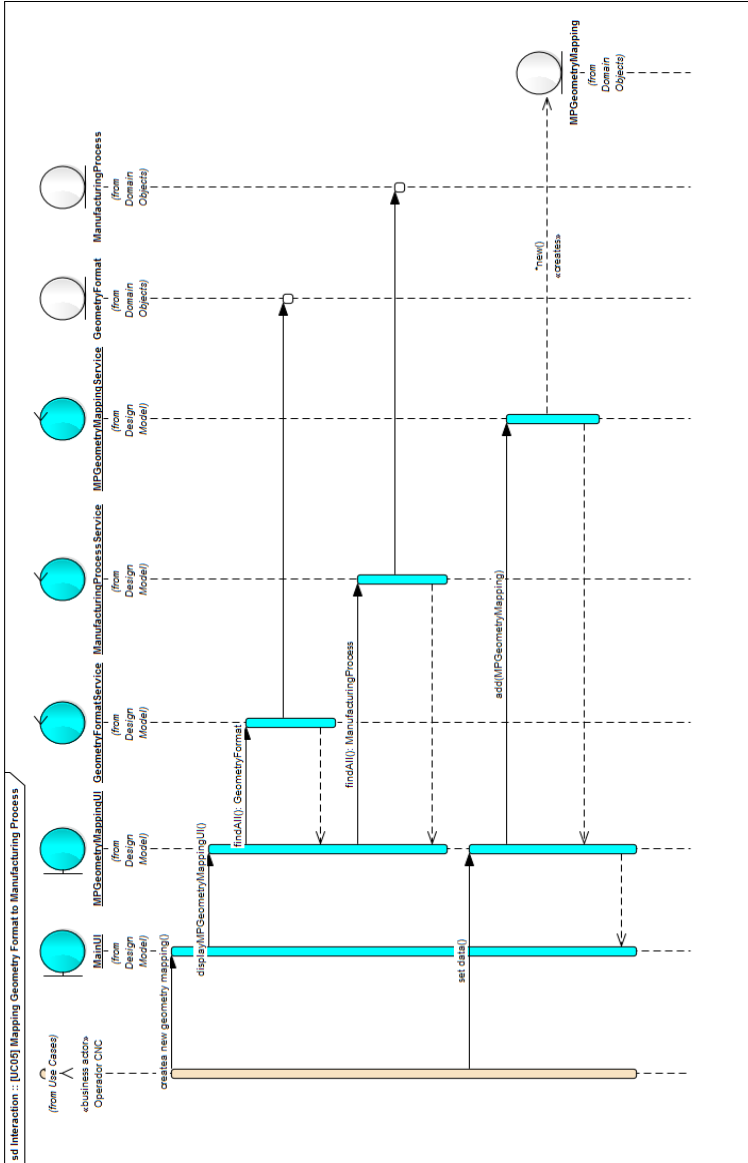 sd Interaction :: [UC05] Mapping Geometry Format to Manufacturing Process
(from Use Cases)
«business actor»
Operador CNC
MainUI
(from
Design
Model)
MPGeometryMappingUI
(from
Design
Model)
GeometryFormatService
(from
Design
Model)
ManufacturingProcessService
(from
Design
Model)
MPGeometryMappingService
(from
Design
Model)
GeometryFormat
(from
Domain
Objects)
ManufacturingProcess
(from
Domain
Objects)
createa new geometry mapping()
displayMPGeometryMappingUI()
findAll(): GeometryFormat
findAll(): ManufacturingProcess
set data()
add(MPGeometryMapping)
*new()
«creates»
MPGeometryMapping
(from
Domain
Objects)